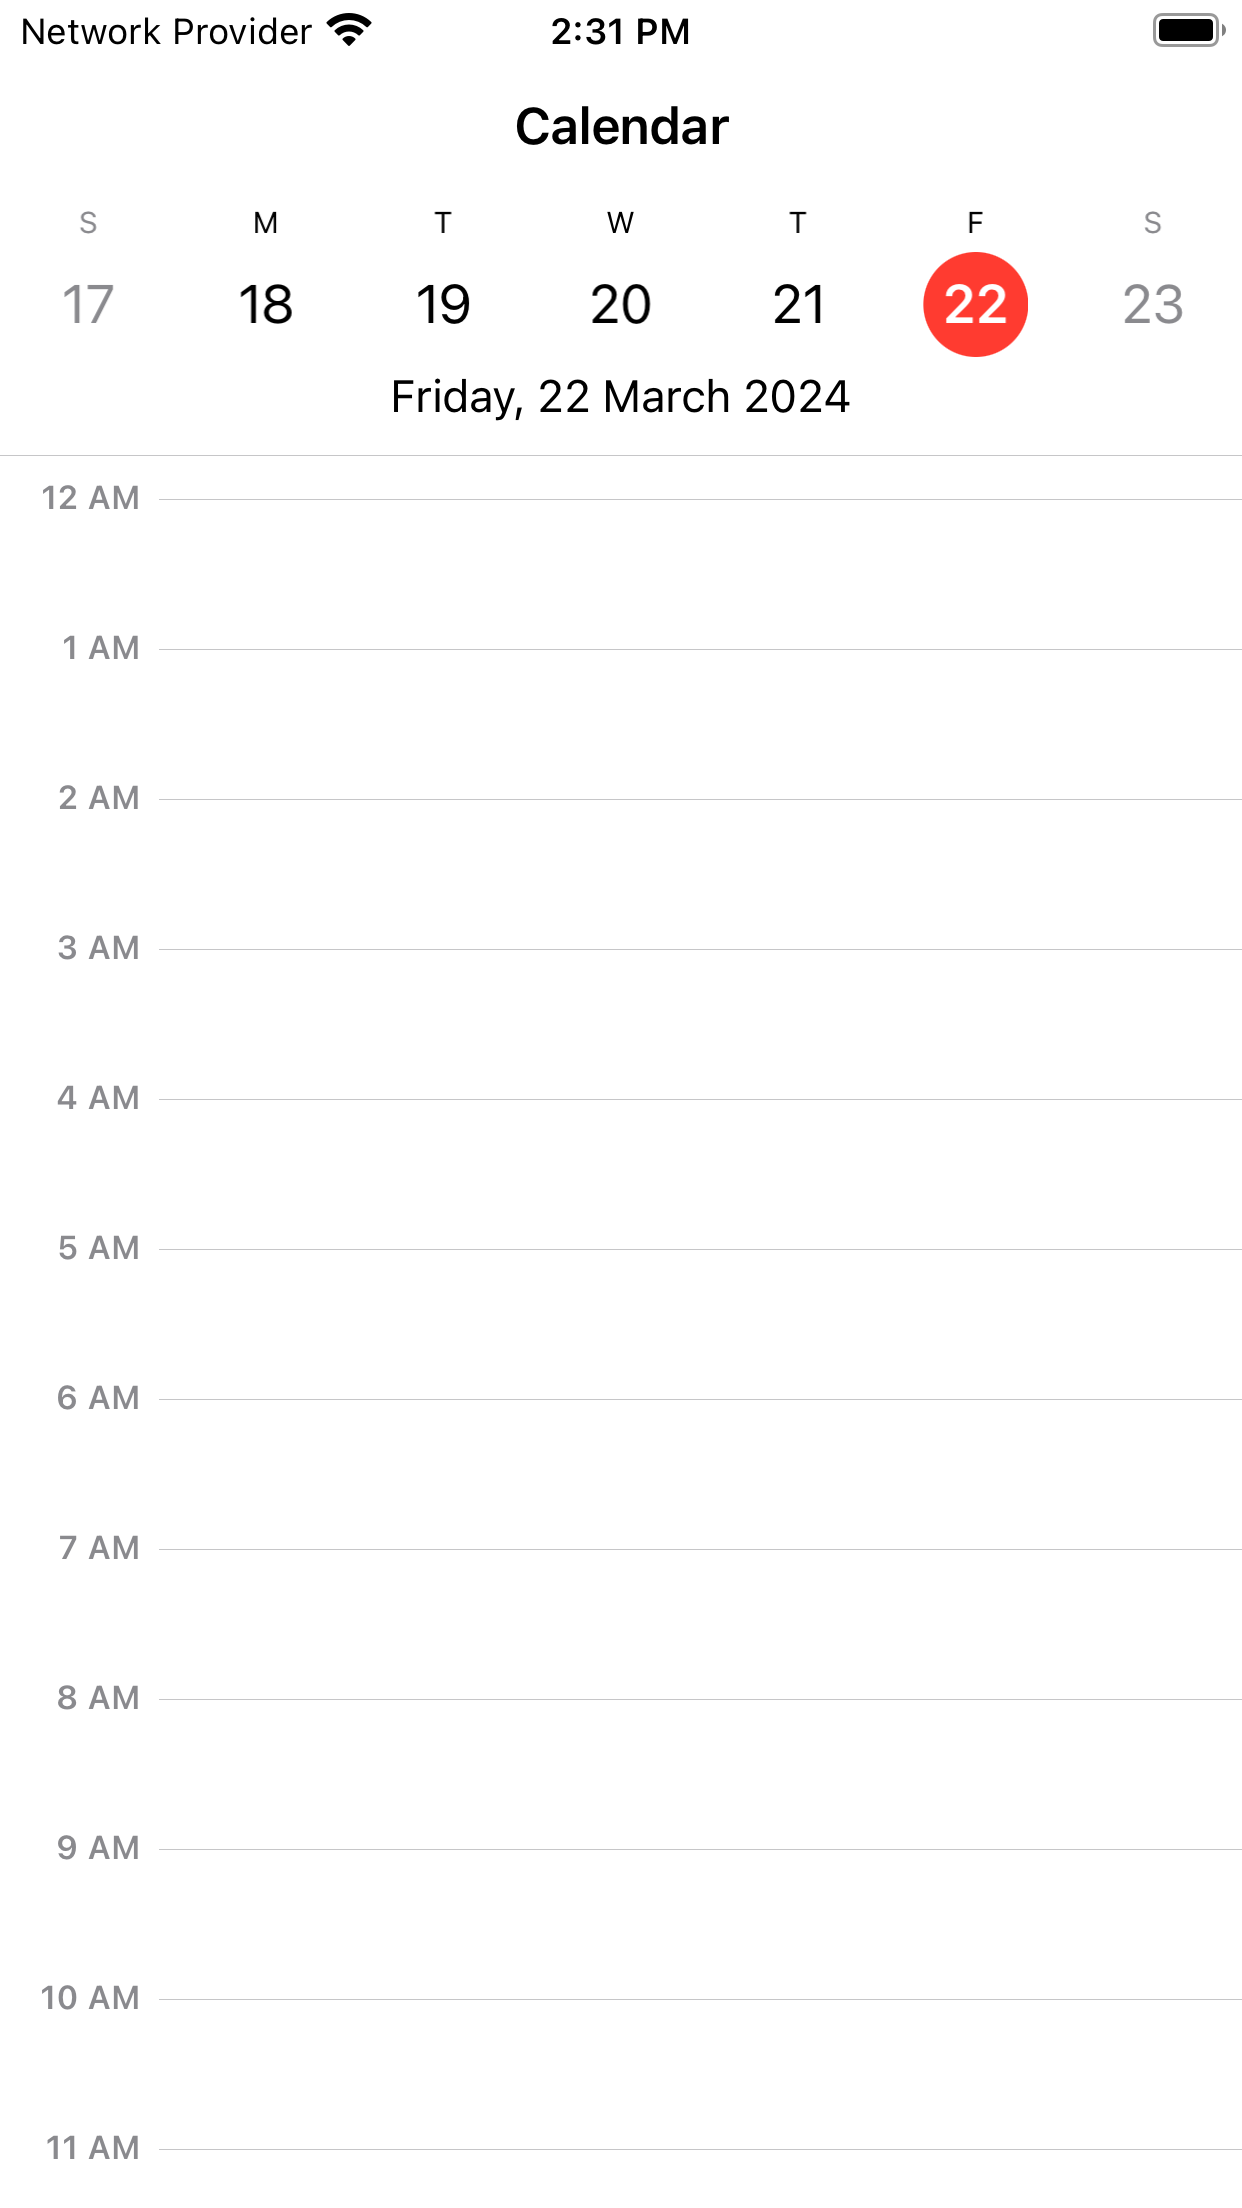 Network Provider 2:31 PM
Calendar
S M T W T F S
17 18 19 20 21 22 23
Friday, 22 March 2024
12 AM
1 AM
2 AM
3 AM
4 AM
5 AM
6 AM
7 AM
8 AM
9 AM
10 AM
11 AM